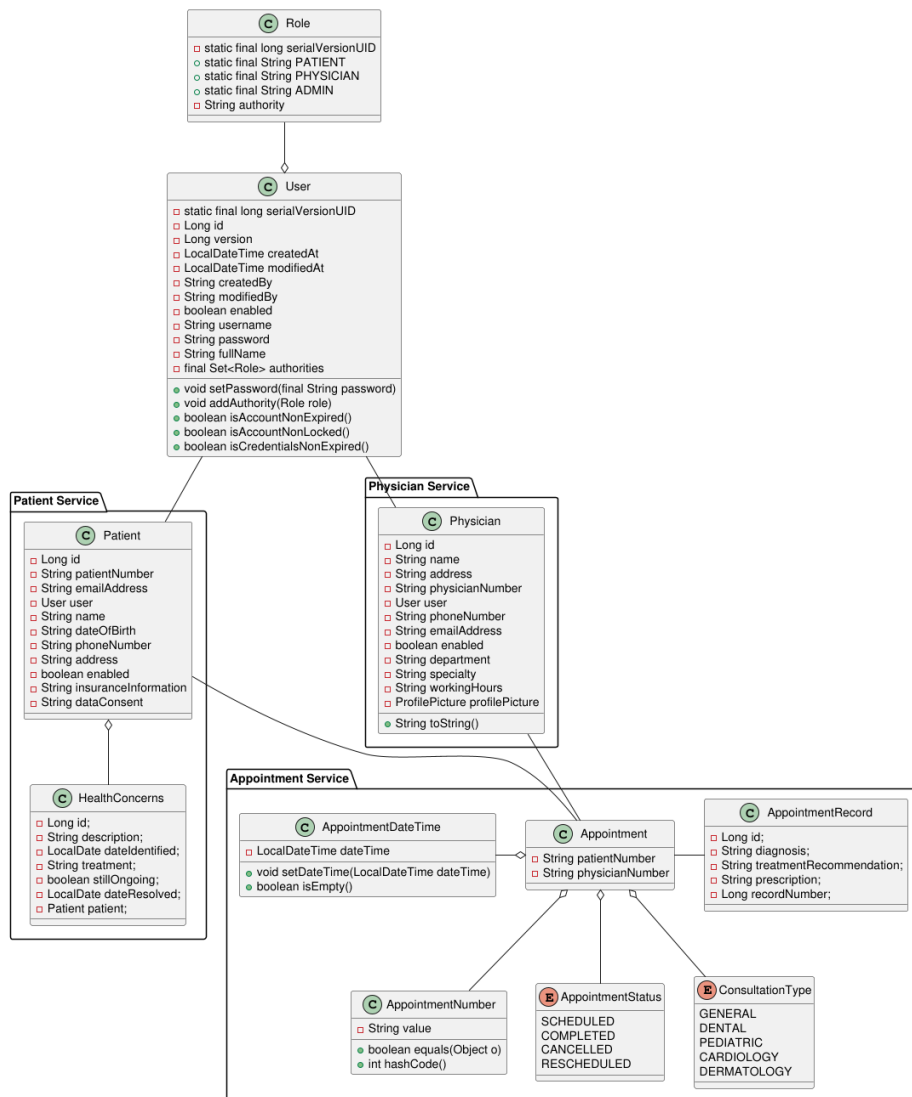 C Role
static final long serialVersionUID
static final String PATIENT
static final String PHYSICIAN
static final String ADMIN
String authority
C User
static final long serialVersionUID
Long id
Long version
LocalDateTime createdAt
LocalDateTime modifiedAt
String createdBy
String modifiedBy
boolean enabled
String username
String password
String fullName
final Set<Role> authorities
void setPassword(final String password)
void addAuthority(Role role)
boolean isAccountNonExpired()
boolean isAccountNonLocked()
boolean isCredentialsNonExpired()
Patient Service
C Patient
Long id
String patientNumber
String emailAddress
User user
String name
String dateOfBirth
String phoneNumber
String address
boolean enabled
String insuranceInformation
String dataConsent
C HealthConcerns
Long id;
String description;
LocalDate dateIdentified;
String treatment;
boolean stillOngoing;
LocalDate dateResolved;
Patient patient;
Physician Service
C Physician
Long id
String name
String address
String physicianNumber
User user
String phoneNumber
String emailAddress
boolean enabled
String department
String specialty
String workingHours
ProfilePicture profilePicture
String toString()
Appointment Service
C AppointmentDateTime
LocalDateTime dateTime
void setDateTime(LocalDateTime dateTime)
boolean isEmpty()
C Appointment
String patientNumber
String physicianNumber
C AppointmentRecord
Long id;
String diagnosis;
String treatmentRecommendation;
String prescription;
Long recordNumber;
C AppointmentNumber
String value
boolean equals(Object o)
int hashCode()
E AppointmentStatus
SCHEDULED
COMPLETED
CANCELLED
RESCHEDULED
E ConsultationType
GENERAL
DENTAL
PEDIATRIC
CARDIOLOGY
DERMATOLOGY